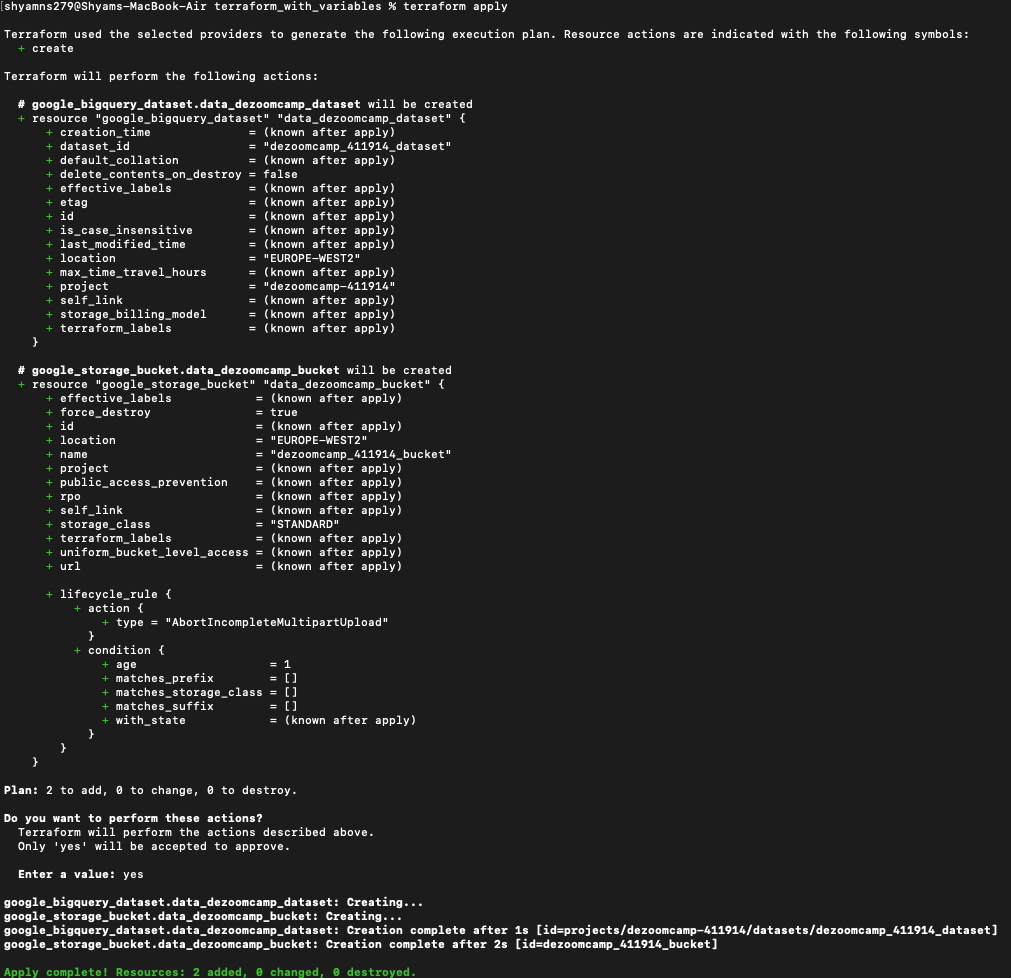 [shyamns279@Shyams-MacBook-Air terraform_with_variables % terraform apply
Terraform used the selected providers to generate the following execution plan. Resource actions are indicated with the following symbols:
+ create
Terraform will perform the following actions:
# google_bigquery_dataset.data_dezoomcamp_dataset will be created
+ resource "google_bigquery_dataset" "data_dezoomcamp_dataset" {
+ creation_time = (known after apply)
+ dataset_id = "dezoomcamp_411914_dataset"
+ default_collation = (known after apply)
+ delete_contents_on_destroy = false
+ effective_labels = (known after apply)
+ etag = (known after apply)
+ id = (known after apply)
+ is_case_insensitive = (known after apply)
+ last_modified_time = (known after apply)
+ location = "EUROPE-WEST2"
+ max_time_travel_hours = (known after apply)
+ project = "dezoomcamp-411914"
+ self_link = (known after apply)
+ storage_billing_model = (known after apply)
+ terraform_labels = (known after apply)
}
# google_storage_bucket.data_dezoomcamp_bucket will be created
+ resource "google_storage_bucket" "data_dezoomcamp_bucket" {
+ effective_labels = (known after apply)
+ force_destroy = true
+ id = (known after apply)
+ location = "EUROPE-WEST2"
+ name = "dezoomcamp_411914_bucket"
+ project = (known after apply)
+ public_access_prevention = (known after apply)
+ rpo = (known after apply)
+ self_link = (known after apply)
+ storage_class = "STANDARD"
+ terraform_labels = (known after apply)
+ uniform_bucket_level_access = (known after apply)
+ url = (known after apply)
+ lifecycle_rule {
+ action {
+ type = "AbortIncompleteMultipartUpload"
}
+ condition {
+ age = 1
+ matches_prefix = []
+ matches_storage_class = []
+ matches_suffix = []
+ with_state = (known after apply)
}
}
}
Plan: 2 to add, 0 to change, 0 to destroy.
Do you want to perform these actions?
Terraform will perform the actions described above.
Only 'yes' will be accepted to approve.
Enter a value: yes
google_bigquery_dataset.data_dezoomcamp_dataset: Creating...
google_storage_bucket.data_dezoomcamp_bucket: Creating...
google_bigquery_dataset.data_dezoomcamp_dataset: Creation complete after 1s [id=projects/dezoomcamp-411914/datasets/dezoomcamp_411914_dataset]
google_storage_bucket.data_dezoomcamp_bucket: Creation complete after 2s [id=dezoomcamp_411914_bucket]
Apply complete! Resources: 2 added, 0 changed, 0 destroyed.